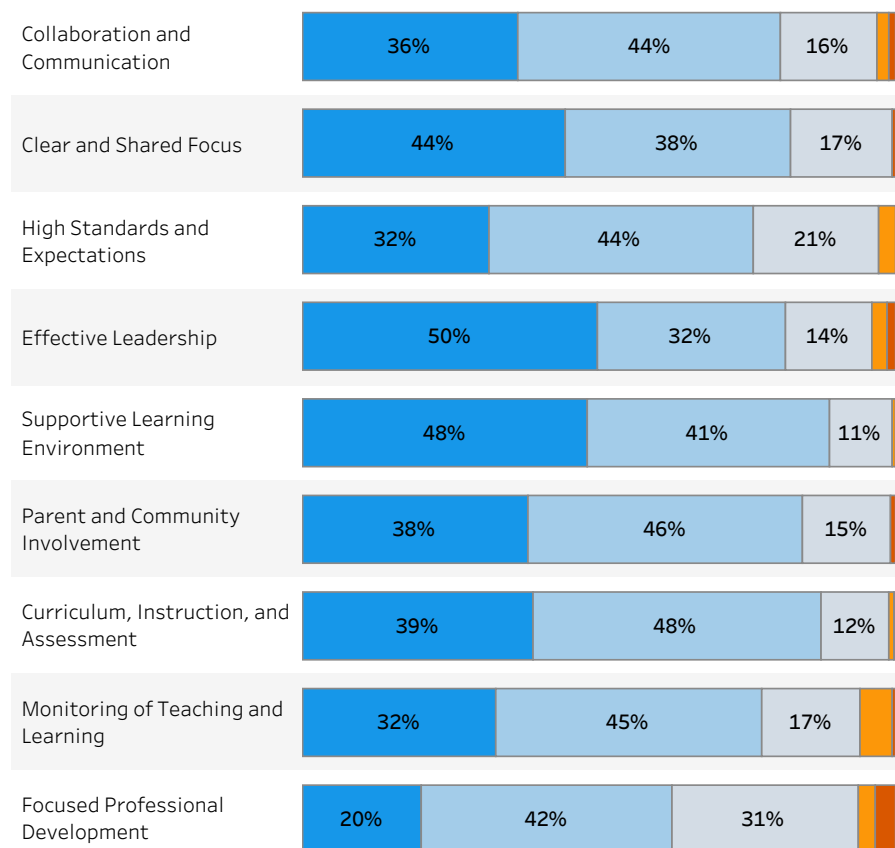 Collaboration and
Communication
36% 44% 16%
Clear and Shared Focus
44% 38% 17%
High Standards and
Expectations
32% 44% 21%
Effective Leadership
50% 32% 14%
Supportive Learning
Environment
48% 41% 11%
Parent and Community
Involvement
38% 46% 15%
Curriculum, Instruction, and
Assessment
39% 48% 12%
Monitoring of Teaching and
Learning
32% 45% 17%
Focused Professional
Development
20% 42% 31%